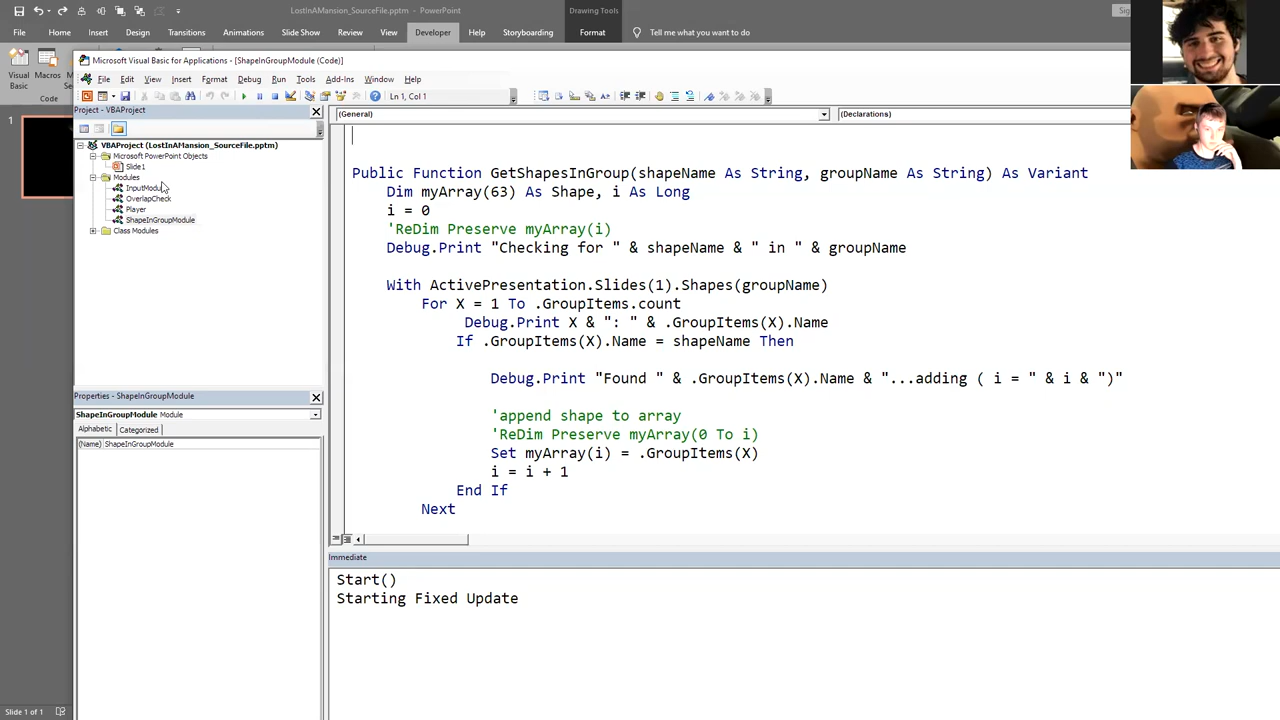 LostInAMansion_SourceFile.pptm - PowerPoint
Drawing Tools
File Home Insert Design Transitions Animations Slide Show Review View Developer Help Storyboarding Format Tell me what you want to do
Visual Basic
Macros
Code
Microsoft Visual Basic for Applications - [ShapeInGroupModule (Code)]
File Edit View Insert Format Debug Run Tools Add-Ins Window Help
Ln 1, Col 1
Project - VBAProject
VBAProject (LostInAMansion_SourceFile.pptm)
Microsoft PowerPoint Objects
Slide1
Modules
OverlapCheck
Player
ShapeInGroupModule
Class Modules
Properties - ShapeInGroupModule
ShapeInGroupModule Module
Alphabetic Categorized
(Name) ShapeInGroupModule
(General) (Declarations)
Public Function GetShapesInGroup(shapeName As String, groupName As String) As Variant
Dim myArray(63) As Shape, i As Long
i = 0
'ReDim Preserve myArray(i)
Debug.Print "Checking for " & shapeName & " in " & groupName
With ActivePresentation.Slides(1).Shapes(groupName)
For X = 1 To .GroupItems.count
Debug.Print X & ": " & .GroupItems(X).Name
If .GroupItems(X).Name = shapeName Then
Debug.Print "Found " & .GroupItems(X).Name & "...adding ( i = " & i & ")"
'append shape to array
'ReDim Preserve myArray(0 To i)
Set myArray(i) = .GroupItems(X)
i = i + 1
End If
Next
Immediate
Start()
Starting Fixed Update
1
Slide 1 of 1